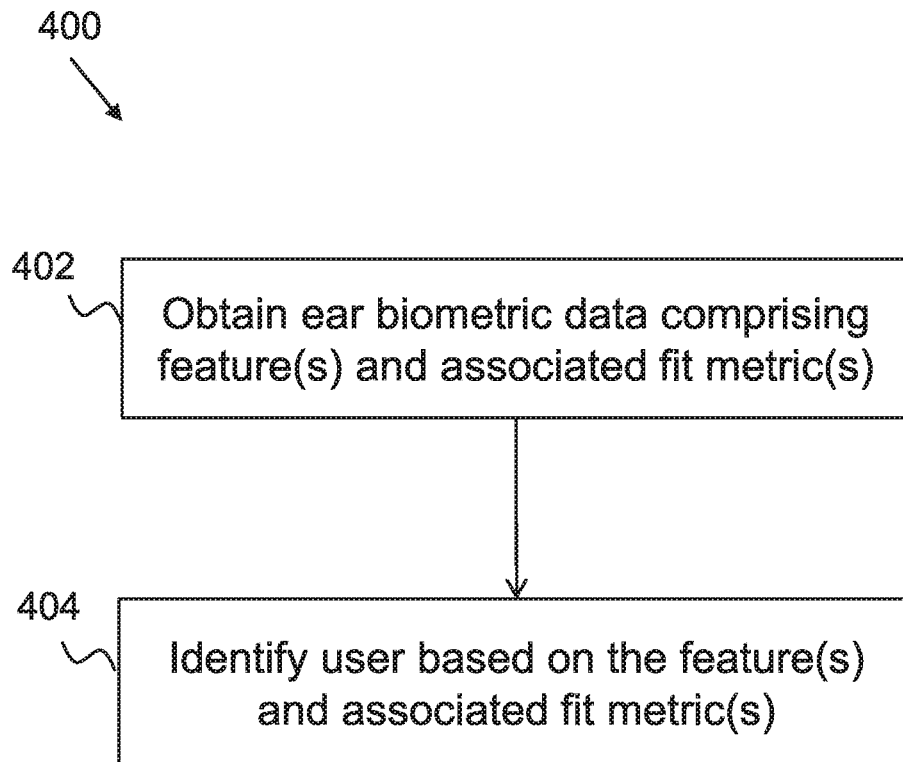 400
402
Obtain ear biometric data comprising
feature(s) and associated fit metric(s)
404
Identify user based on the feature(s)
and associated fit metric(s)